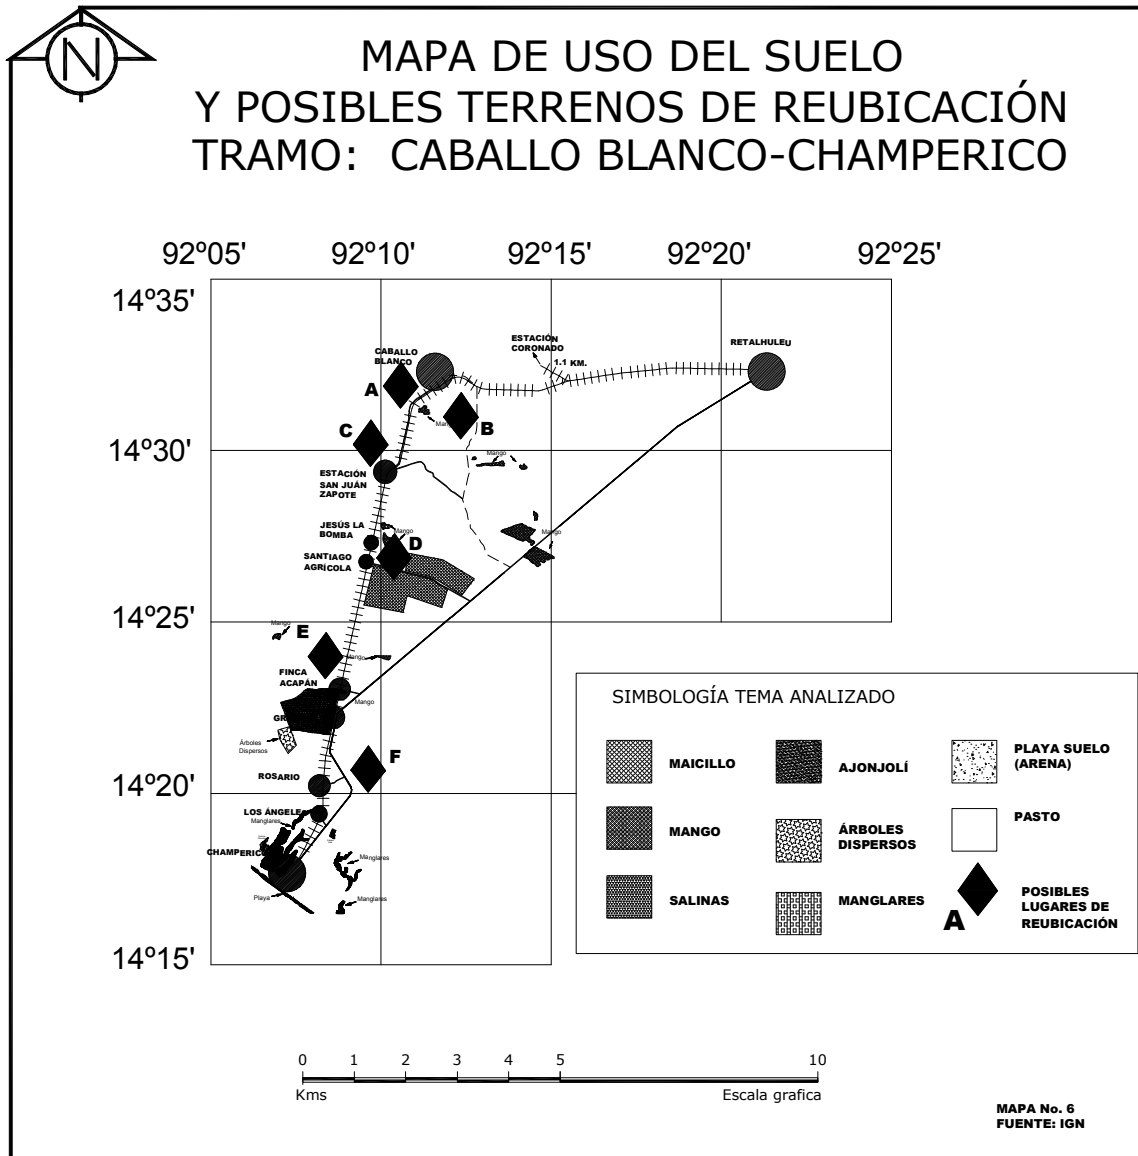 N
MAPA DE USO DEL SUELO
Y POSIBLES TERRENOS DE REUBICACIÓN
TRAMO: CABALLO BLANCO-CHAMPERICO
92º05' 92º10' 92º15' 92º20' 92º25'
14º35'
14º30'
14º25'
14º20'
14º15'
CABALLO
BLANCO
ESTACIÓN
CORONADO
1.1 KM.
RETALHULEU
A
Mango
B
C
Mango
ESTACIÓN
SAN JUÁN
ZAPOTE
JESÚS LA
BOMBA
Mango
Mango
D
SANTIAGO
AGRÍCOLA
Mango
E
Mango
FINCA
ACAPÁN
Mango
Árboles
Dispersos
F
ROSARIO
LOS ÁNGELES
Manglares
CHAMPERICO
Manglares
Playa
Manglares
SIMBOLOGÍA TEMA ANALIZADO
MAICILLO
AJONJOLÍ
PLAYA SUELO
(ARENA)
MANGO
ÁRBOLES
DISPERSOS
PASTO
SALINAS
MANGLARES
A
POSIBLES
LUGARES DE
REUBICACIÓN
0 1 2 3 4 5 10
Kms Escala grafica
MAPA No. 6
FUENTE: IGN